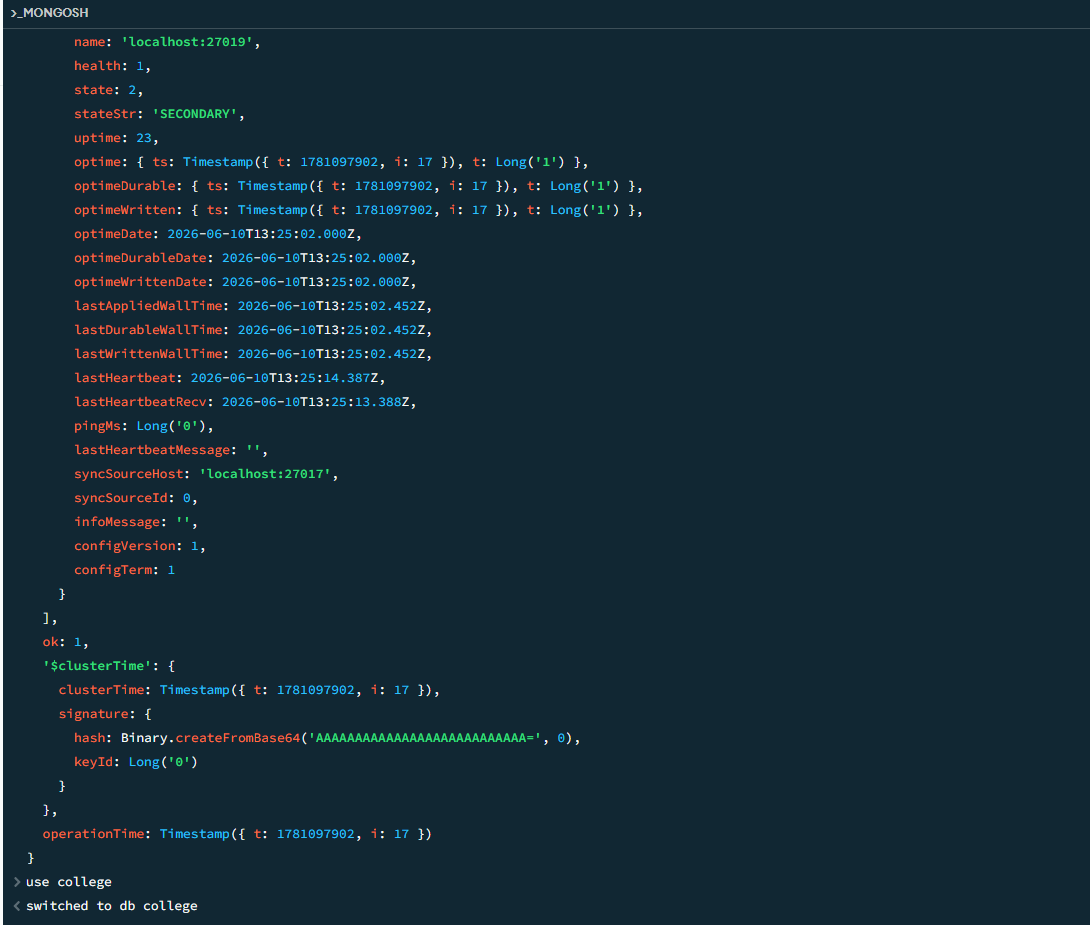 >_MONGOSH
name: 'localhost:27019',
health: 1,
state: 2,
stateStr: 'SECONDARY',
uptime: 23,
optime: { ts: Timestamp({ t: 1781097902, i: 17 }), t: Long('1') },
optimeDurable: { ts: Timestamp({ t: 1781097902, i: 17 }), t: Long('1') },
optimeWritten: { ts: Timestamp({ t: 1781097902, i: 17 }), t: Long('1') },
optimeDate: 2026-06-10T13:25:02.000Z,
optimeDurableDate: 2026-06-10T13:25:02.000Z,
optimeWrittenDate: 2026-06-10T13:25:02.000Z,
lastAppliedWallTime: 2026-06-10T13:25:02.452Z,
lastDurableWallTime: 2026-06-10T13:25:02.452Z,
lastWrittenWallTime: 2026-06-10T13:25:02.452Z,
lastHeartbeat: 2026-06-10T13:25:14.387Z,
lastHeartbeatRecv: 2026-06-10T13:25:13.388Z,
pingMs: Long('0'),
lastHeartbeatMessage: '',
syncSourceHost: 'localhost:27017',
syncSourceId: 0,
infoMessage: '',
configVersion: 1,
configTerm: 1
}
],
ok: 1,
'$clusterTime': {
clusterTime: Timestamp({ t: 1781097902, i: 17 }),
signature: {
hash: Binary.createFromBase64('AAAAAAAAAAAAAAAAAAAAAAAAAAA=', 0),
keyId: Long('0')
}
},
operationTime: Timestamp({ t: 1781097902, i: 17 })
}
> use college
< switched to db college